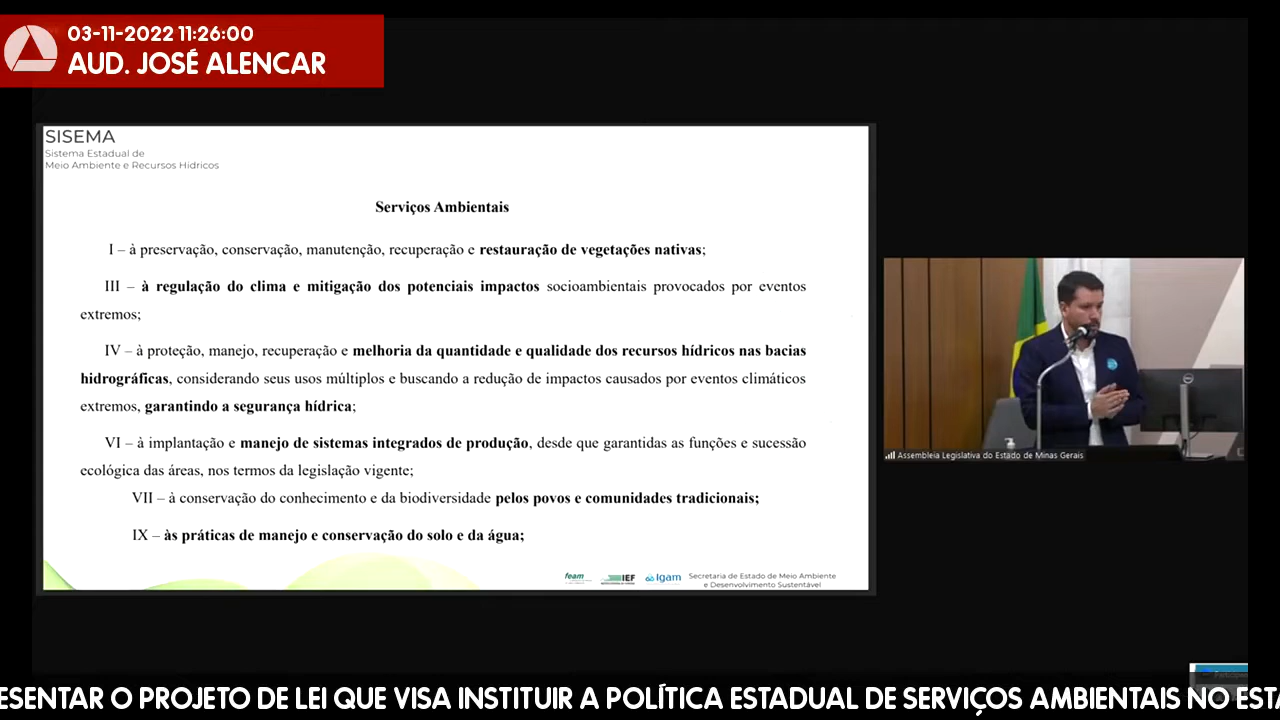 03-11-2022 11:26:00
AUD. JOSÉ ALENCAR
SISEMA
Sistema Estadual de
Meio Ambiente e Recursos Hídricos
Serviços Ambientais
I – à preservação, conservação, manutenção, recuperação e restauração de vegetações nativas;
III – à regulação do clima e mitigação dos potenciais impactos socioambientais provocados por eventos
extremos;
IV – à proteção, manejo, recuperação e melhoria da quantidade e qualidade dos recursos hídricos nas bacias
hidrográficas, considerando seus usos múltiplos e buscando a redução de impactos causados por eventos climáticos
extremos, garantindo a segurança hídrica;
VI – à implantação e manejo de sistemas integrados de produção, desde que garantidas as funções e sucessão
ecológica das áreas, nos termos da legislação vigente;
VII – à conservação do conhecimento e da biodiversidade pelos povos e comunidades tradicionais;
IX – às práticas de manejo e conservação do solo e da água;
feam IEF Igam Secretaria de Estado de Meio Ambiente
e Desenvolvimento Sustentável
Assembleia Legislativa do Estado de Minas Gerais
ESENTAR O PROJETO DE LEI QUE VISA INSTITUIR A POLÍTICA ESTADUAL DE SERVIÇOS AMBIENTAIS NO ESTA